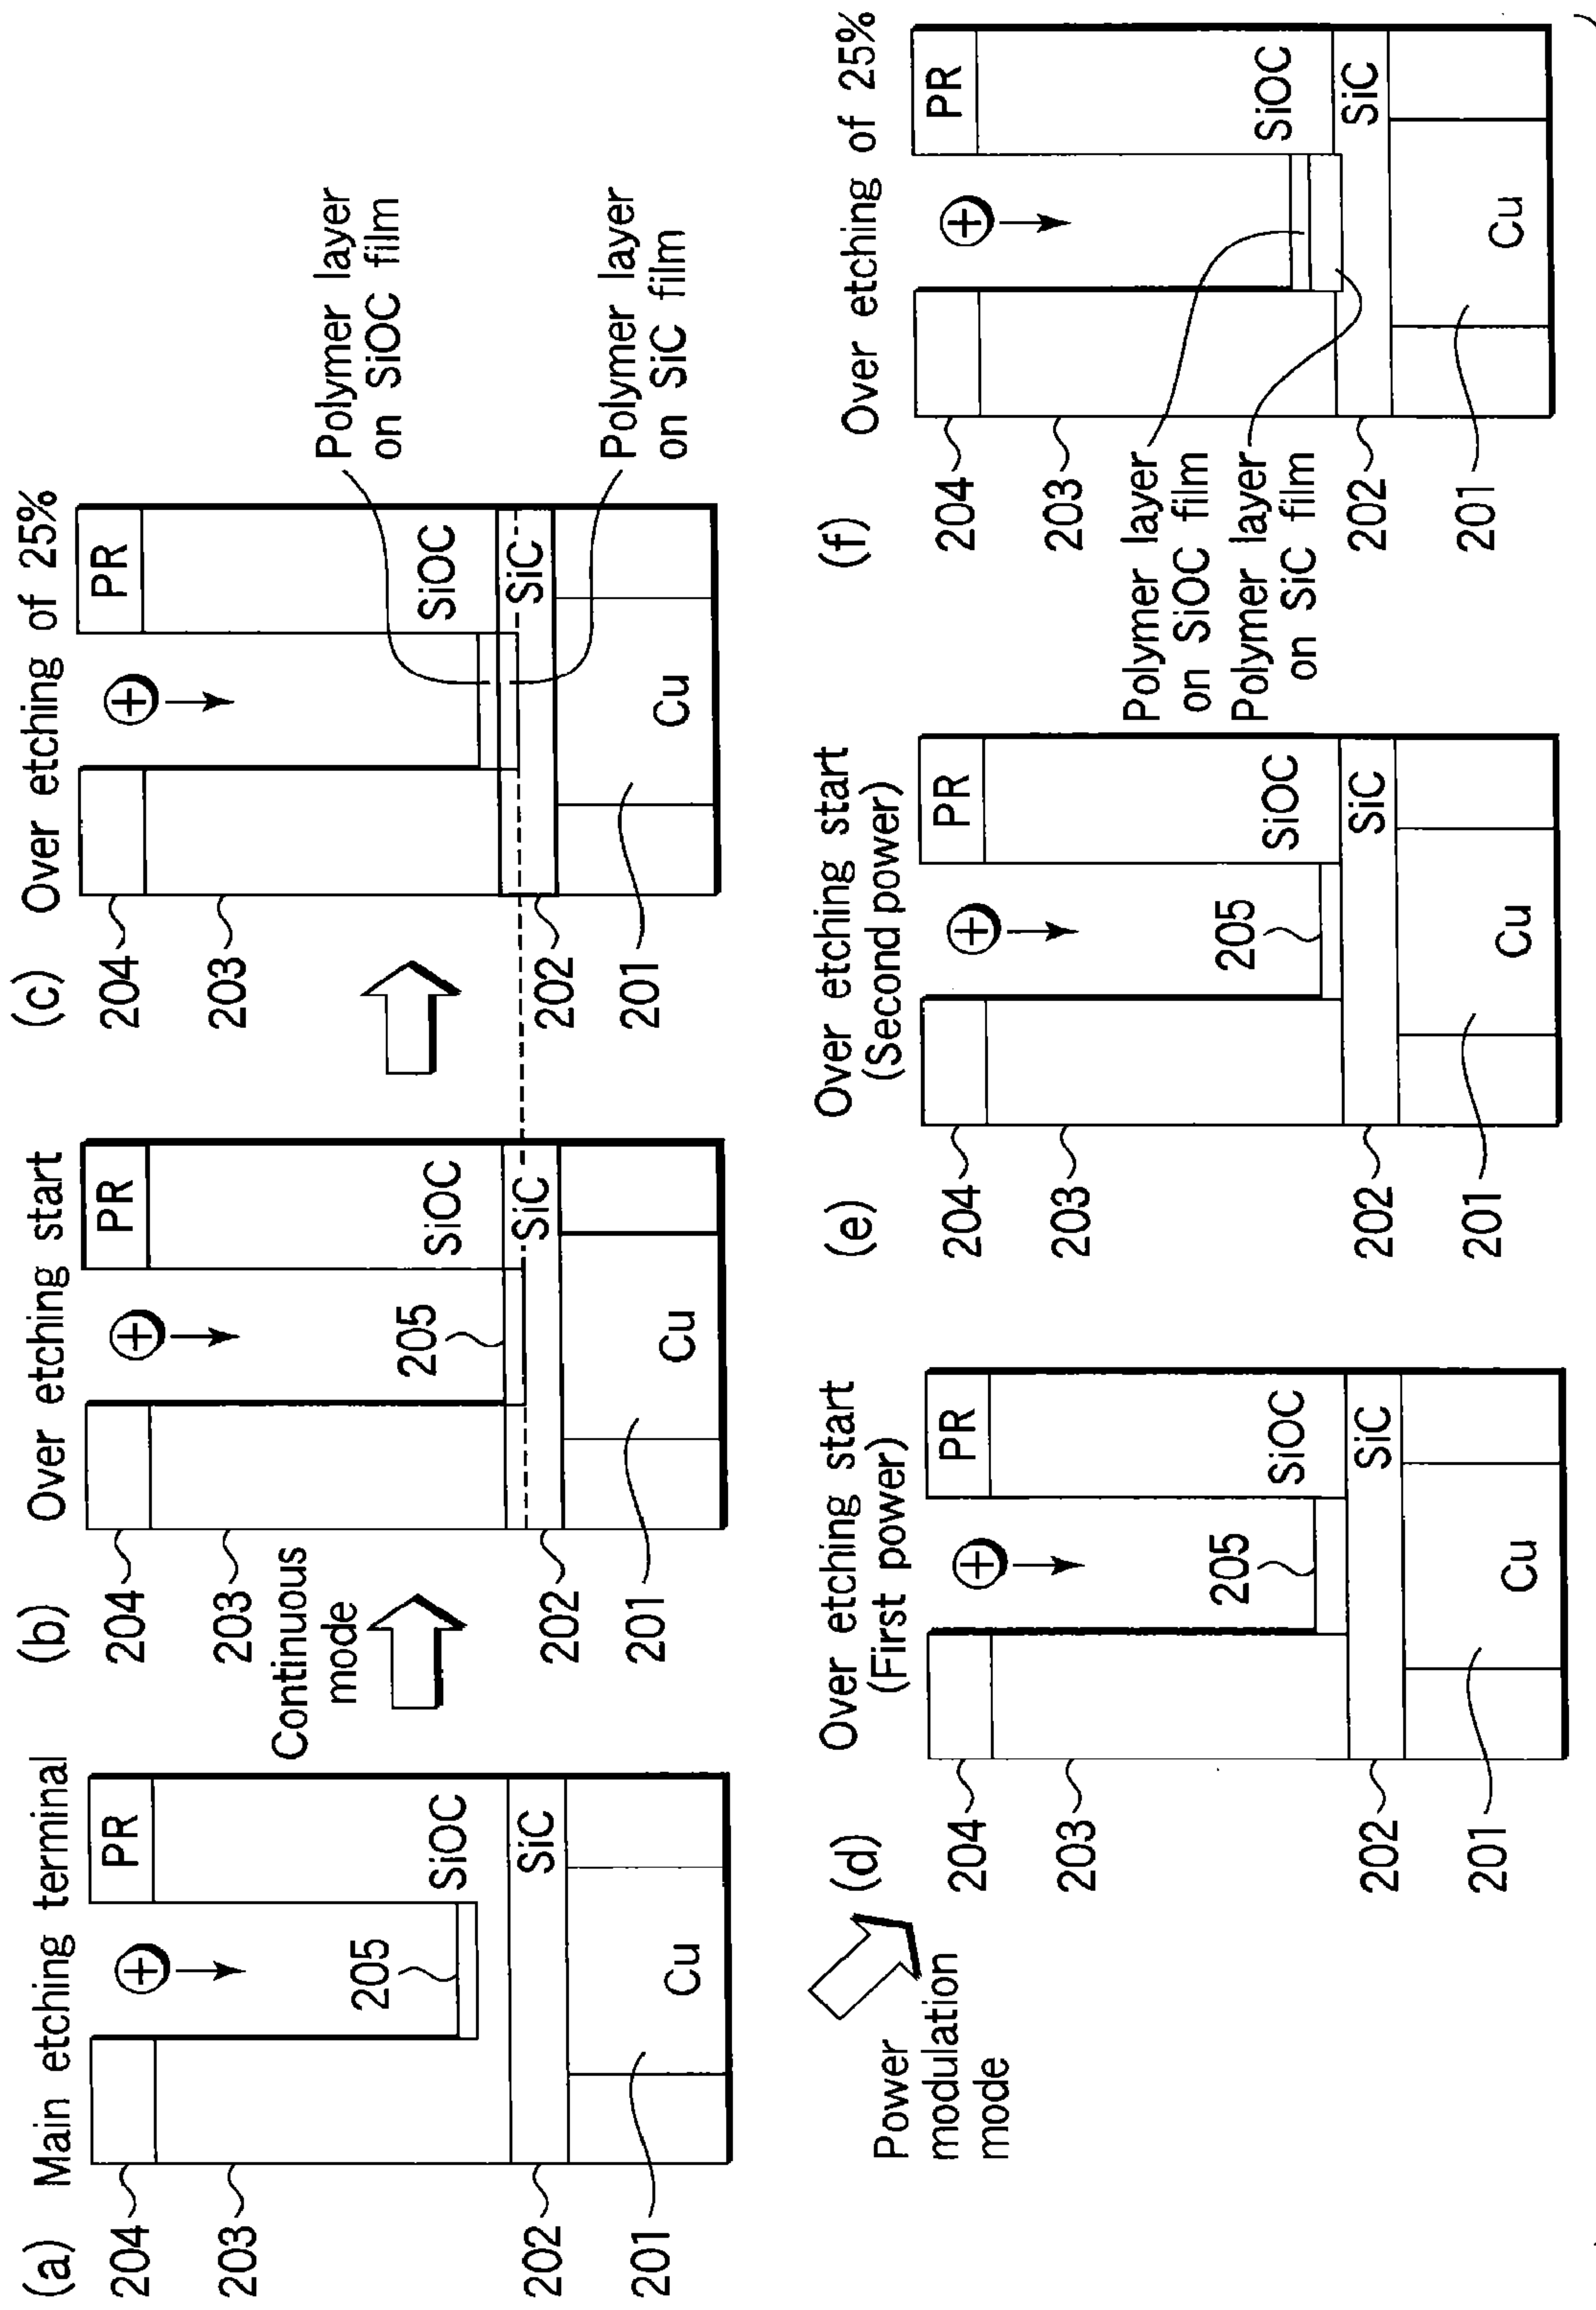 (a) Main etching terminal
204
PR
203
205
SiOC
202
SiC
201
Cu
Continuous
mode
(b) Over etching start
204
PR
203
205
SiOC
202
SiC
201
Cu
(c) Over etching of 25%
204
PR
203
SiOC
202
SiC
201
Cu
Polymer layer
on SiOC film
Polymer layer
on SiC film
Power
modulation
mode
(d) Over etching start
(First power)
204
PR
203
205
SiOC
202
SiC
201
Cu
(e) Over etching start
(Second power)
204
PR
203
205
SiOC
202
SiC
201
Cu
(f) Over etching of 25%
204
PR
203
SiOC
Polymer layer
on SiOC film
Polymer layer
on SiC film
202
SiC
201
Cu